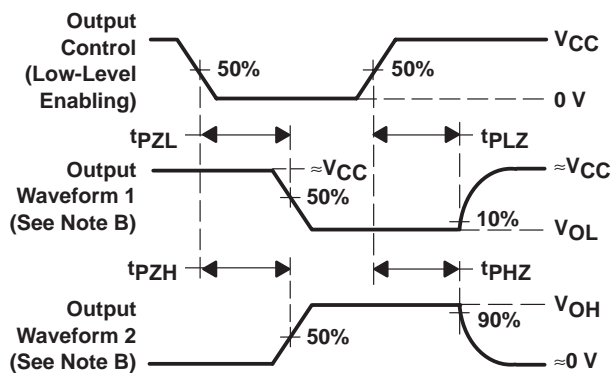 Output
Control
(Low-Level
Enabling)
50%
50%
VCC
0 V
tPZL
tPLZ
Output
Waveform 1
(See Note B)
≈VCC
50%
≈VCC
10%
VOL
tPZH
tPHZ
Output
Waveform 2
(See Note B)
50%
VOH
90%
≈0 V